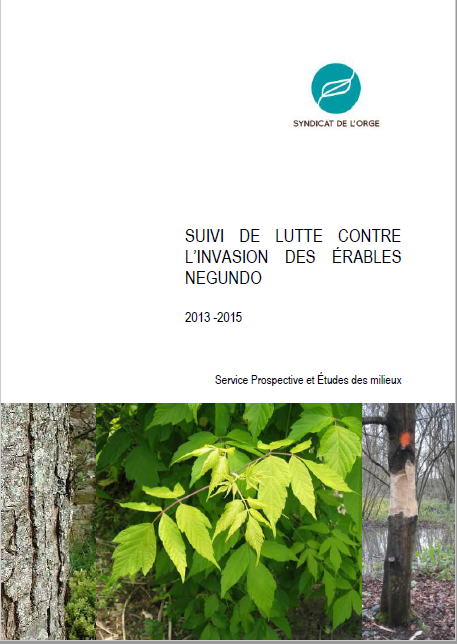 SYNDICAT DE L'ORGE
SUIVI DE LUTTE CONTRE
L'INVASION DES ÉRABLES
NEGUNDO
2013 -2015
Service Prospective et Études des milieux